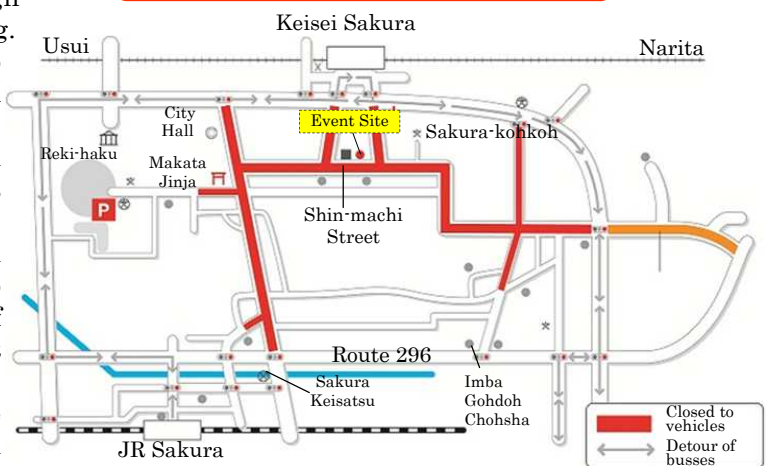 g.
Keisei Sakura
Usui
Narita
X
City
Hall
Event Site
Sakura-kohkoh
Reki-haku
Makata
Jinja
P
Shin-machi
Street
Route 296
Sakura
Keisatsu
Imba
Gohdoh
Chohsha
JR Sakura
Closed to
vehicles
Detour of
busses